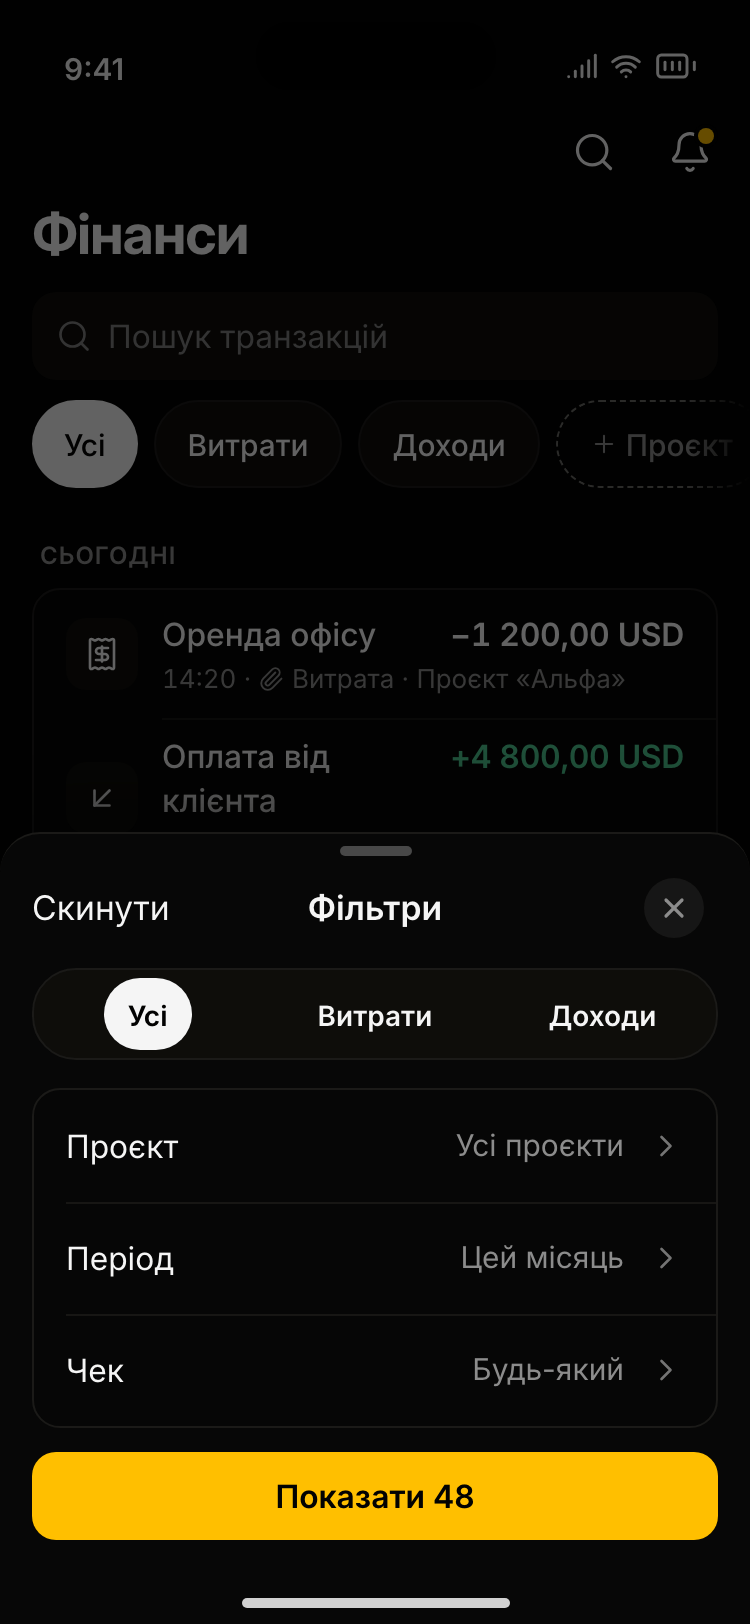 9:41
Фінанси
Пошук транзакцій
Усі
Витрати
Доходи
+ Проєкт
СЬОГОДНІ
Оренда офісу
−1 200,00 USD
14:20 · Витрата · Проєкт «Альфа»
Оплата від
клієнта
+4 800,00 USD
Скинути
Фільтри
Усі
Витрати
Доходи
Проєкт
Усі проєкти
Період
Цей місяць
Чек
Будь-який
Показати 48